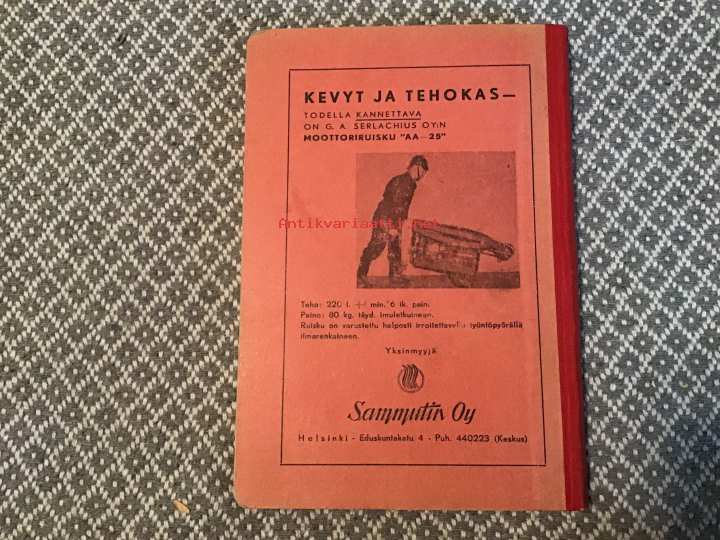 KEVYT JA TEHOKAS—
TODELLA KANNETTAVA
ON G. A. SERLACHIUS OY:N
MOOTTORIRUISKU "AA—25"
Antikvariaatti.net
Teho: 220 l. min. 6 ik. pain.
Paino: 80 kg. täyd. imuletkuineen.
Ruisku on varustettu helposti irroitettavalla työntöpyörällä
ilmarenkaineen.
Yksinmyyjä
Sammutin Oy
Helsinki - Eduskuntakatu 4 - Puh. 440223 (Keskus)